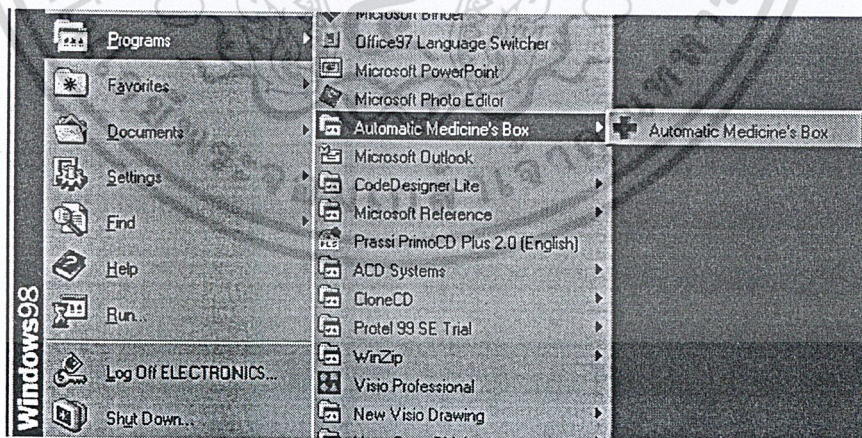 Programs
Favorites
Documents
Settings
Find
Help
Run...
Log Off ELECTRONICS...
Shut Down...
Windows98
Microsoft Binder
Office97 Language Switcher
Microsoft PowerPoint
Microsoft Photo Editor
Automatic Medicine's Box
Microsoft Outlook
CodeDesigner Lite
Microsoft Reference
Prassi PrimoCD Plus 2.0 (English)
ACD Systems
CloneCD
Protel 99 SE Trial
WinZip
Visio Professional
New Visio Drawing
Automatic Medicine's Box